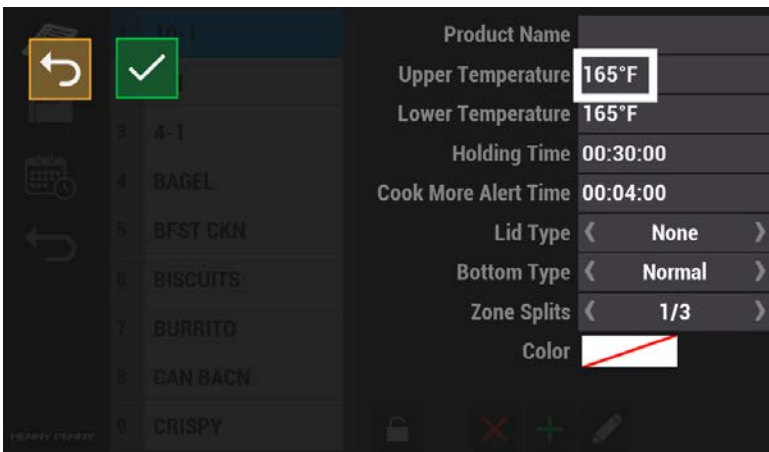 10-1
3 4-1
4 BAGEL
5 BFST CKN
6 BISCUITS
7 BURRITO
8 CAN BACN
9 CRISPY
HENNY PENNY
Product Name
Upper Temperature 165°F
Lower Temperature 165°F
Holding Time 00:30:00
Cook More Alert Time 00:04:00
Lid Type ❬ None ❭
Bottom Type ❬ Normal ❭
Zone Splits ❬ 1/3 ❭
Color